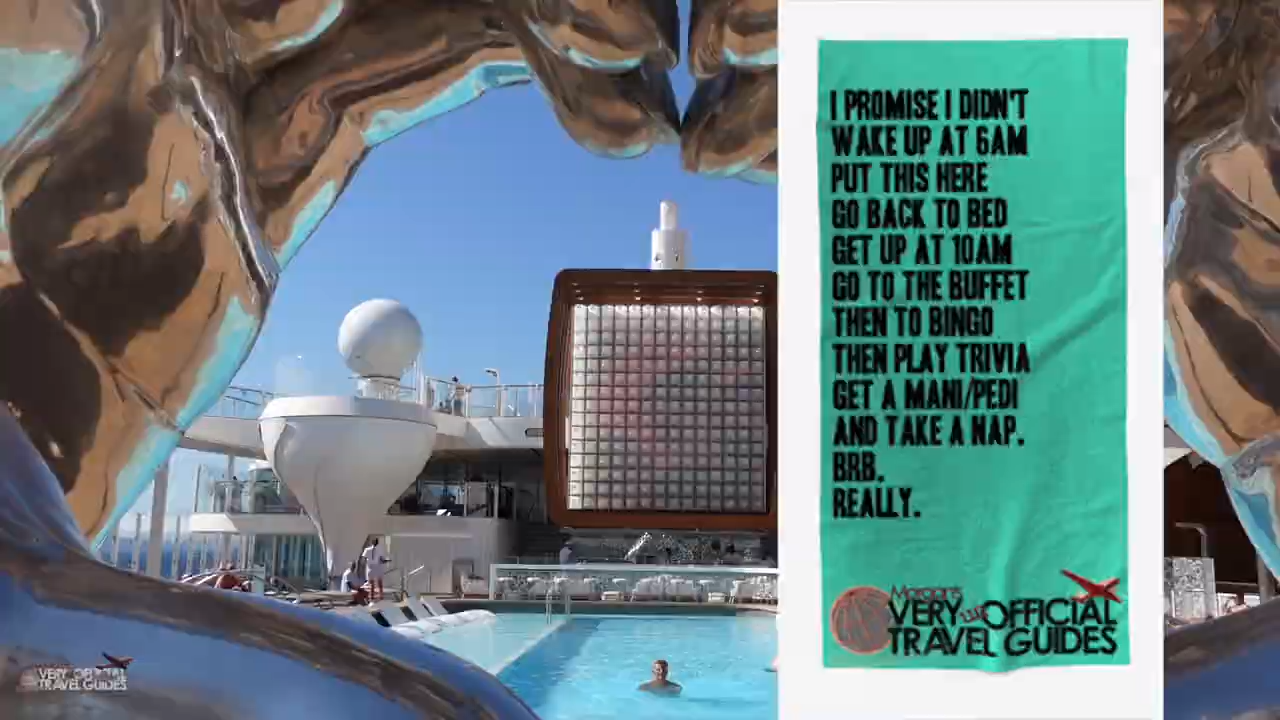 I PROMISE I DIDN'T
WAKE UP AT 6AM
PUT THIS HERE
GO BACK TO BED
GET UP AT 10AM
GO TO THE BUFFET
THEN TO BINGO
THEN PLAY TRIVIA
GET A MANI/PEDI
AND TAKE A NAP.
BRB.
REALLY.
Morgan's
VERY OFFICIAL
TRAVEL GUIDES
VERY OFFICIAL
TRAVEL GUIDES